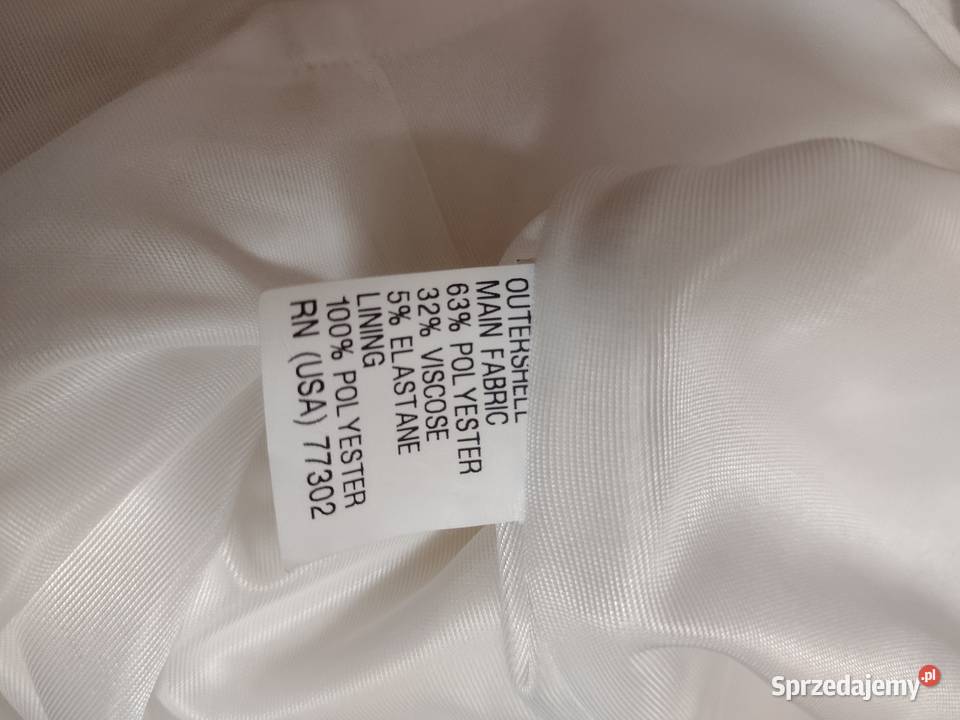 OUTERSHELL
MAIN FABRIC
63% POLYESTER
32% VISCOSE
5% ELASTANE
LINING
100% POLYESTER
RN (USA) 77302
Sprzedajemy.pl